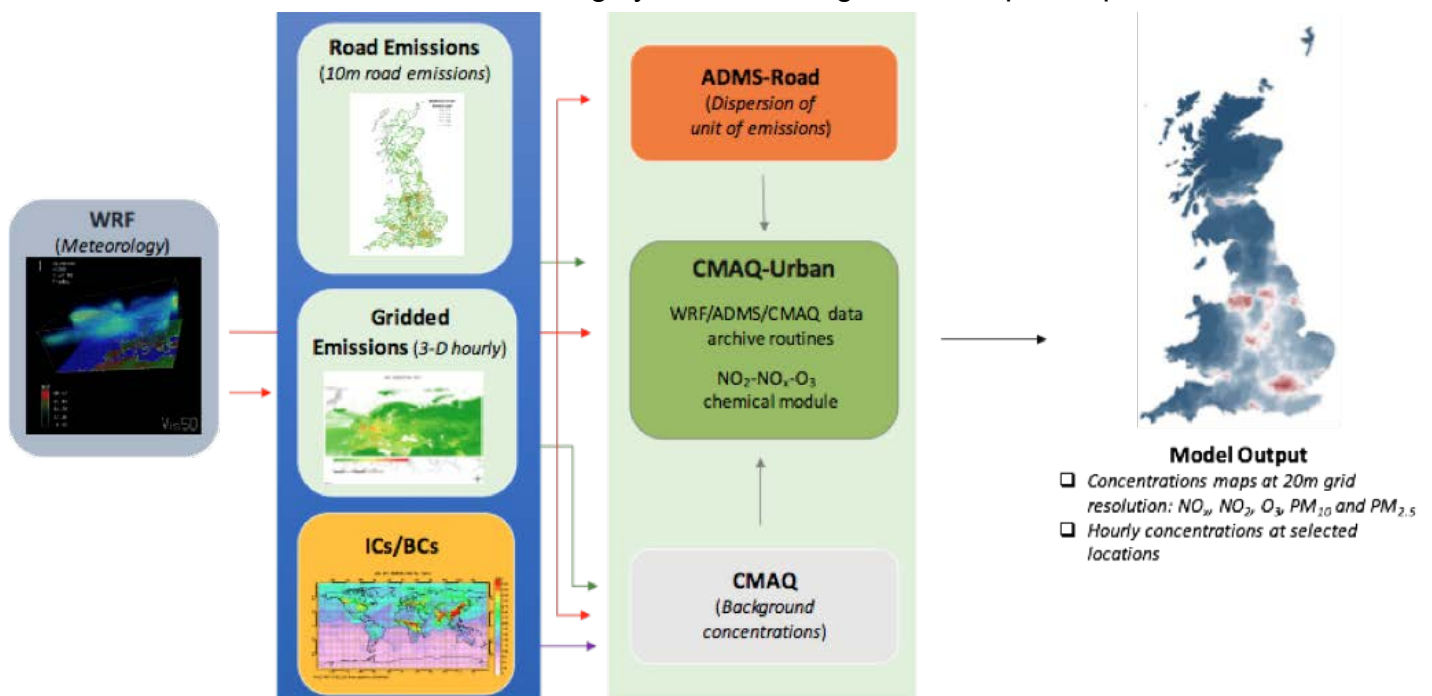 WRF
(Meteorology)
Vis5D
Road Emissions
(10m road emissions)
Gridded
Emissions (3-D hourly)
ICs/BCs
ADMS-Road
(Dispersion of
unit of emissions)
CMAQ-Urban
WRF/ADMS/CMAQ data
archive routines
NO₂-NOₓ-O₃
chemical module
CMAQ
(Background
concentrations)
Model Output
❑ Concentrations maps at 20m grid
resolution: NOₓ, NO₂, O₃, PM₁₀ and PM₂.₅
❑ Hourly concentrations at selected
locations